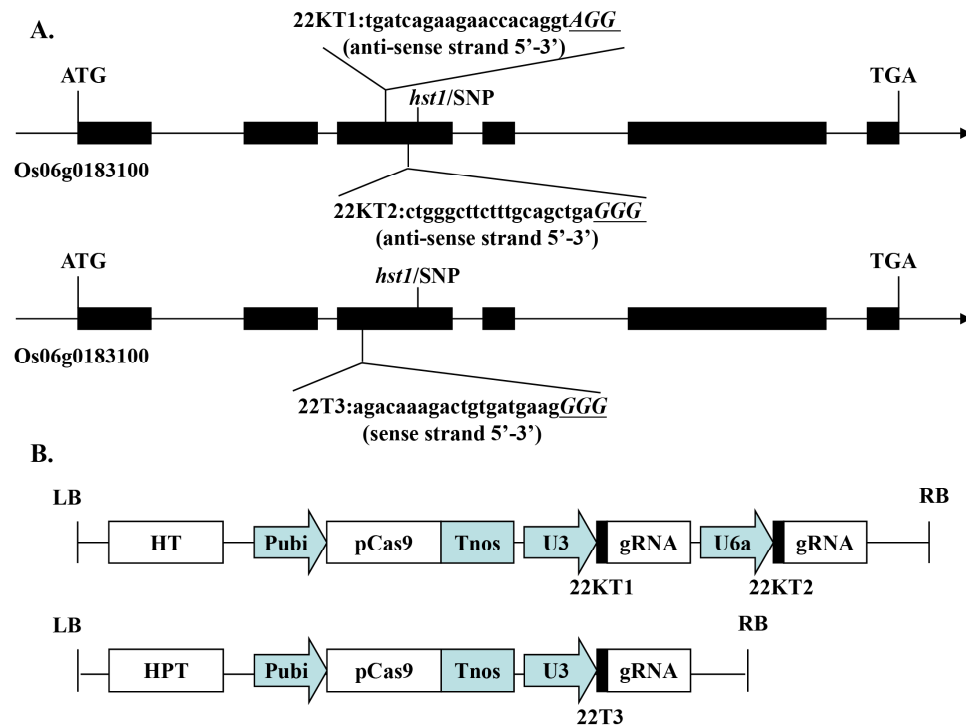 A.
22KT1:tgatcagaagaaccacaggtAGG
(anti-sense strand 5’-3’)
ATG
hst1/SNP
TGA
Os06g0183100
22KT2:ctgggcttctttgcagctgaGGG
(anti-sense strand 5’-3’)
ATG
hst1/SNP
TGA
Os06g0183100
22T3:agacaaagactgtgatgaagGGG
(sense strand 5’-3’)
B.
LB
RB
HT
Pubi
pCas9
Tnos
U3
gRNA
U6a
gRNA
22KT1
22KT2
LB
RB
HPT
Pubi
pCas9
Tnos
U3
gRNA
22T3